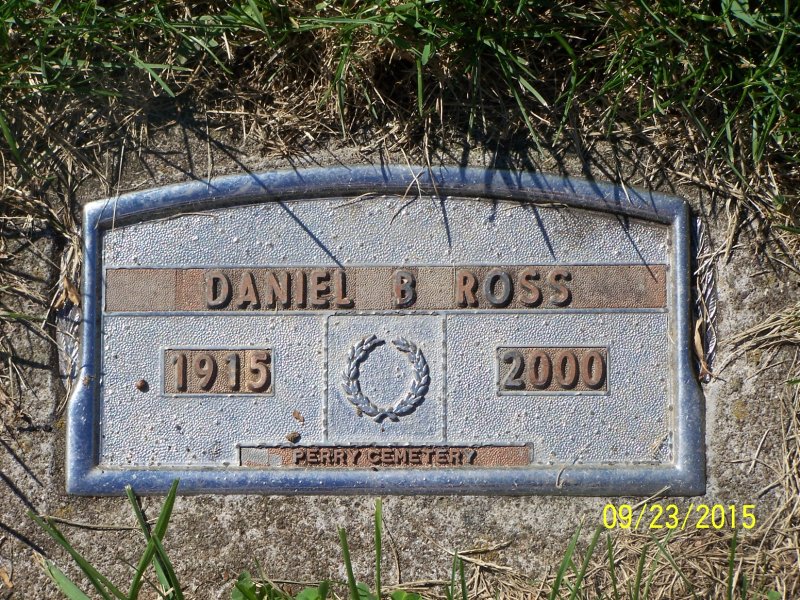 DANIEL B ROSS
1915 2000
PERRY CEMETERY
09/23/2015